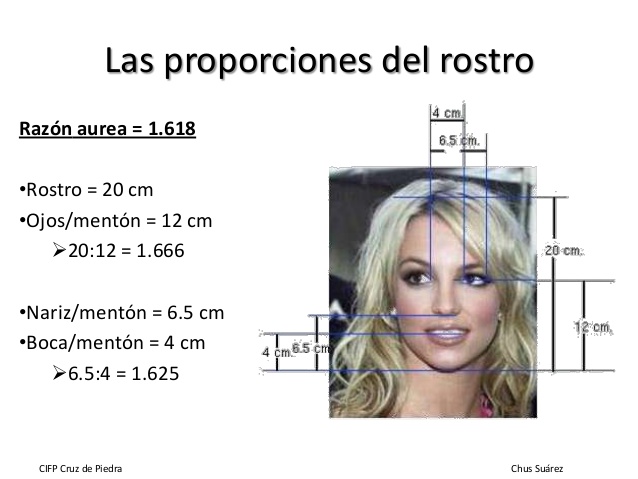 Las proporciones del rostro
Razón aurea = 1.618
•Rostro = 20 cm
•Ojos/mentón = 12 cm
➢20:12 = 1.666
•Nariz/mentón = 6.5 cm
•Boca/mentón = 4 cm
➢6.5:4 = 1.625
4 cm.
6.5 cm.
20 cm.
12 cm.
4 cm.
6.5 cm.
CIFP Cruz de Piedra
Chus Suárez